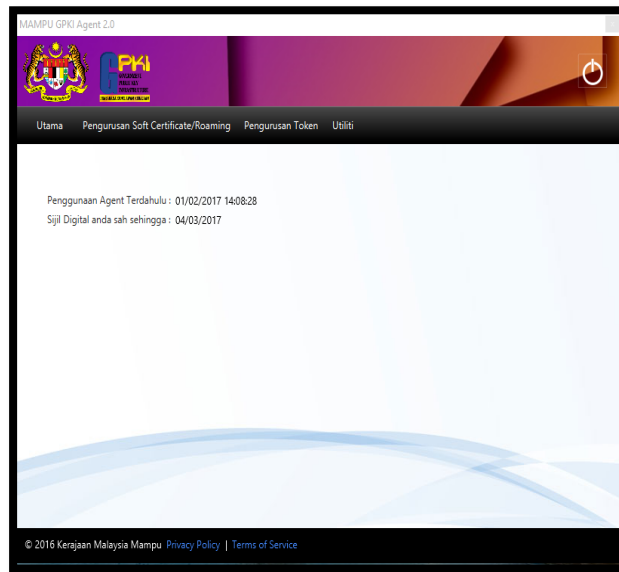 MAMPU GPKI Agent 2.0
GPKI
Utama Pengurusan Soft Certificate/Roaming Pengurusan Token Utiliti
Penggunaan Agent Terdahulu : 01/02/2017 14:08:28
Sijil Digital anda sah sehingga : 04/03/2017
© 2016 Kerajaan Malaysia Mampu Privacy Policy | Terms of Service